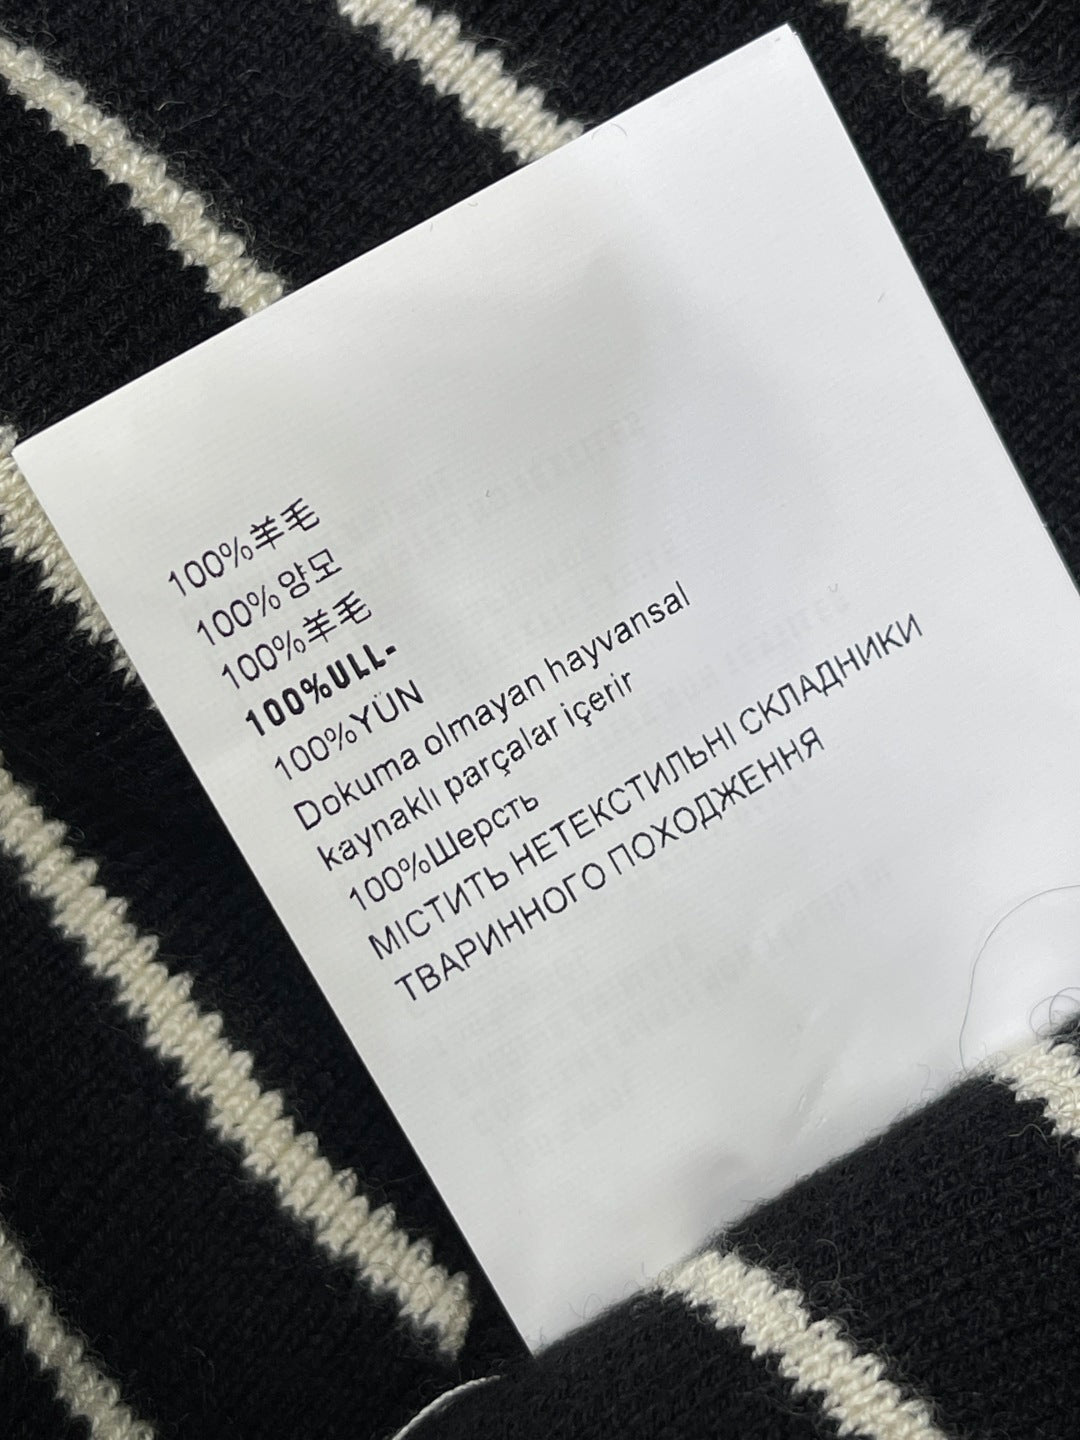 100%羊毛
100%양모
100%羊毛
100%ULL-
100%YÜN
Dokuma olmayan hayvansal
kaynaklı parçalar içerir
100%Шерсть
МІСТИТЬ НЕТЕКСТИЛЬНІ СКЛАДНИКИ
ТВАРИННОГО ПОХОДЖЕННЯ